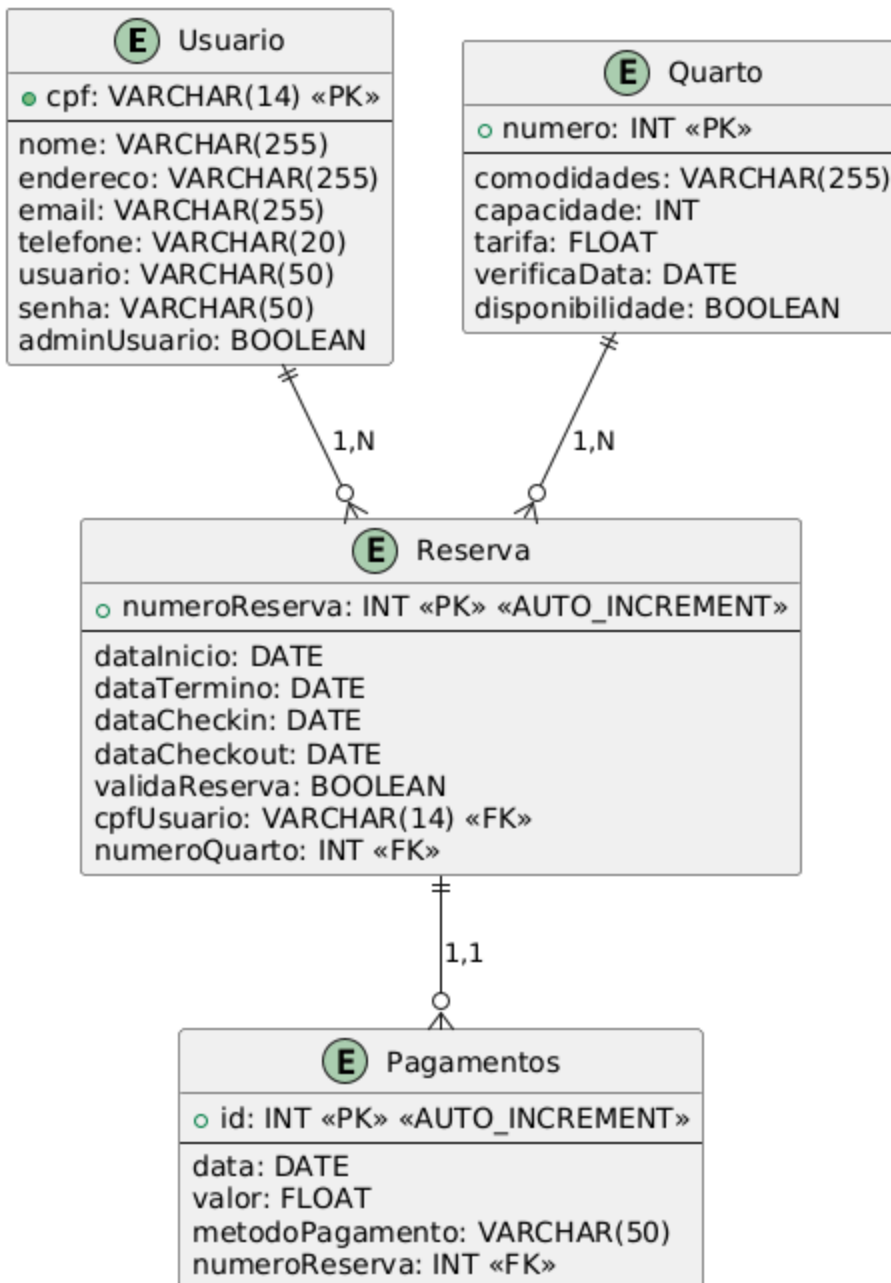 E Usuario
cpf: VARCHAR(14) «PK»
nome: VARCHAR(255)
endereco: VARCHAR(255)
email: VARCHAR(255)
telefone: VARCHAR(20)
usuario: VARCHAR(50)
senha: VARCHAR(50)
adminUsuario: BOOLEAN
E Quarto
numero: INT «PK»
comodidades: VARCHAR(255)
capacidade: INT
tarifa: FLOAT
verificaData: DATE
disponibilidade: BOOLEAN
1,N
1,N
E Reserva
numeroReserva: INT «PK» «AUTO_INCREMENT»
dataInicio: DATE
dataTermino: DATE
dataCheckin: DATE
dataCheckout: DATE
validaReserva: BOOLEAN
cpfUsuario: VARCHAR(14) «FK»
numeroQuarto: INT «FK»
1,1
E Pagamentos
id: INT «PK» «AUTO_INCREMENT»
data: DATE
valor: FLOAT
metodoPagamento: VARCHAR(50)
numeroReserva: INT «FK»